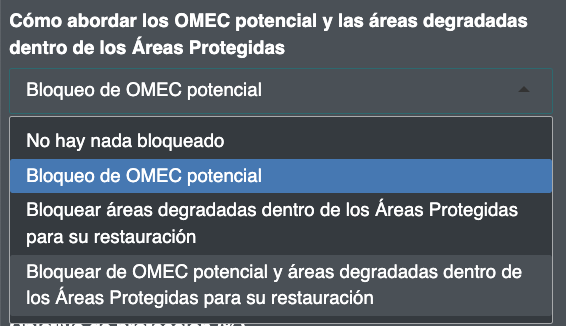 Cómo abordar los OMEC potencial y las áreas degradadas
dentro de los Áreas Protegidas
Bloqueo de OMEC potencial
No hay nada bloqueado
Bloqueo de OMEC potencial
Bloquear áreas degradadas dentro de los Áreas Protegidas
para su restauración
Bloquear de OMEC potencial y áreas degradadas dentro de
los Áreas Protegidas para su restauración